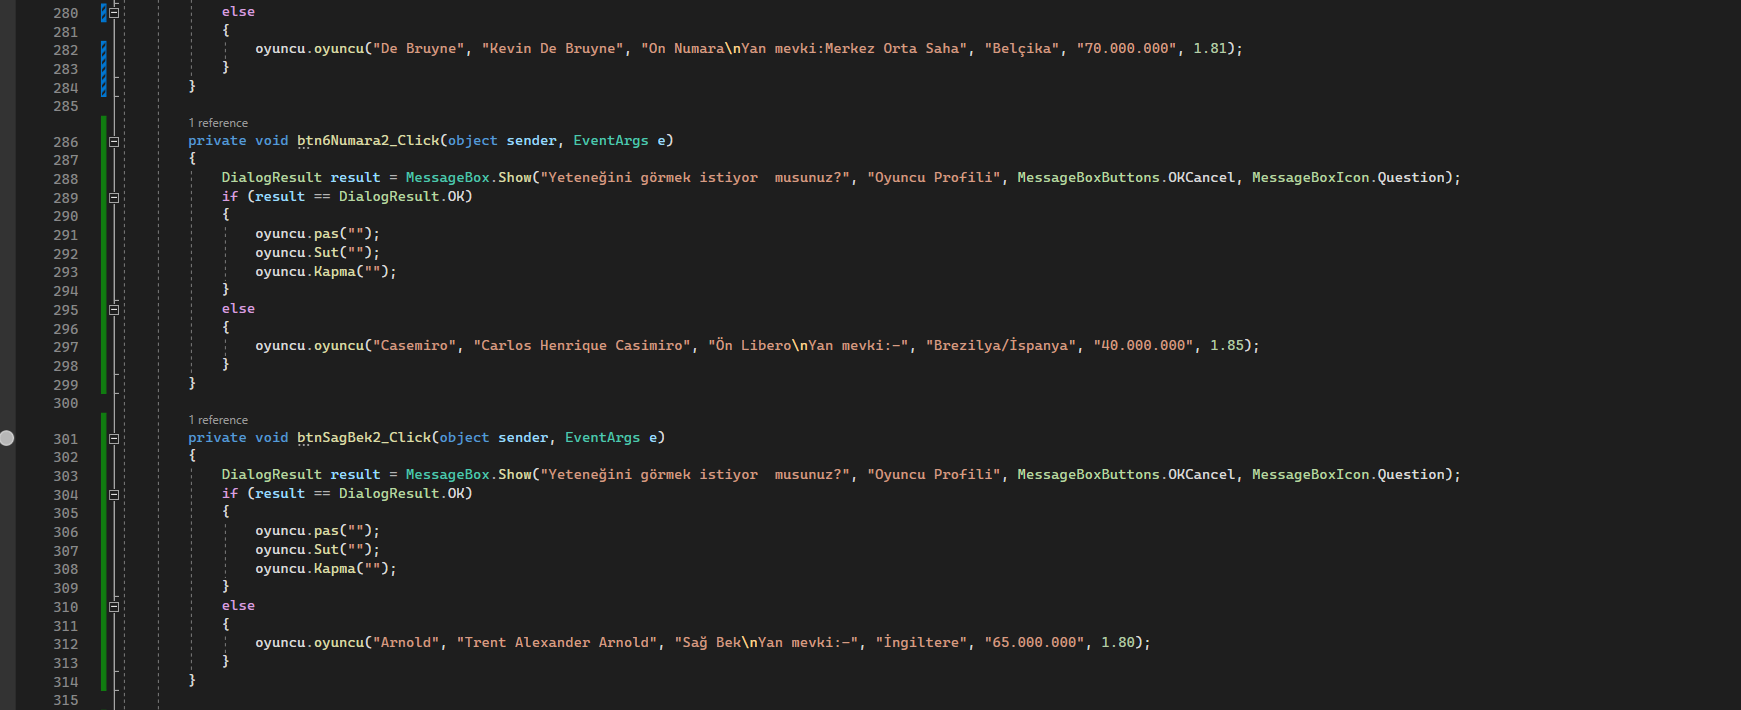 280 else
281 {
282 oyuncu.oyuncu("De Bruyne", "Kevin De Bruyne", "On Numara\nYan mevki:Merkez Orta Saha", "Belçika", "70.000.000", 1.81);
283 }
284 }
285
1 reference
286 private void btn6Numara2_Click(object sender, EventArgs e)
287 {
288 DialogResult result = MessageBox.Show("Yeteneğini görmek istiyor  musunuz?", "Oyuncu Profili", MessageBoxButtons.OKCancel, MessageBoxIcon.Question);
289 if (result == DialogResult.OK)
290 {
291 oyuncu.pas("");
292 oyuncu.Sut("");
293 oyuncu.Kapma("");
294 }
295 else
296 {
297 oyuncu.oyuncu("Casemiro", "Carlos Henrique Casimiro", "Ön Libero\nYan mevki:-", "Brezilya/İspanya", "40.000.000", 1.85);
298 }
299 }
300
1 reference
301 private void btnSagBek2_Click(object sender, EventArgs e)
302 {
303 DialogResult result = MessageBox.Show("Yeteneğini görmek istiyor  musunuz?", "Oyuncu Profili", MessageBoxButtons.OKCancel, MessageBoxIcon.Question);
304 if (result == DialogResult.OK)
305 {
306 oyuncu.pas("");
307 oyuncu.Sut("");
308 oyuncu.Kapma("");
309 }
310 else
311 {
312 oyuncu.oyuncu("Arnold", "Trent Alexander Arnold", "Sağ Bek\nYan mevki:-", "İngiltere", "65.000.000", 1.80);
313 }
314 }
315